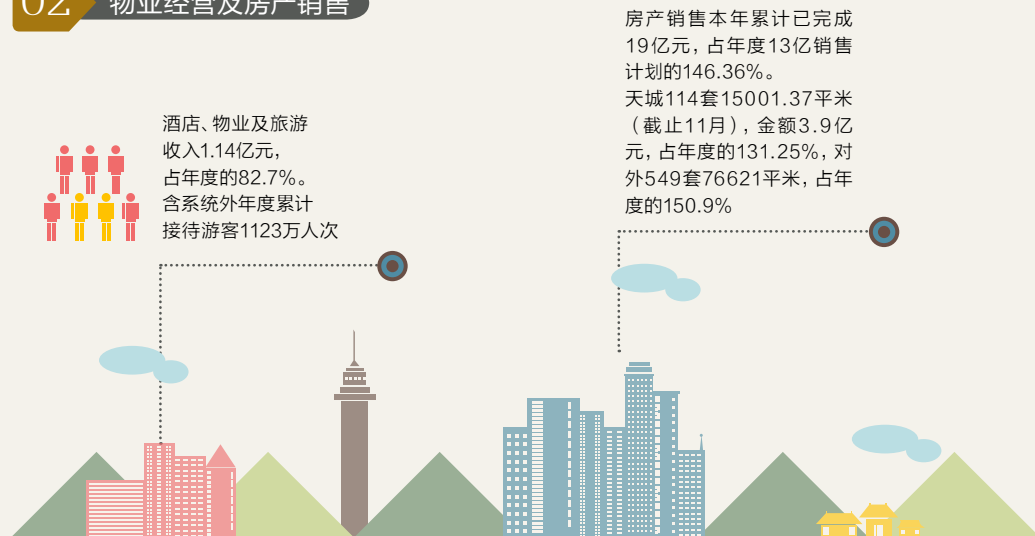 02 物业经营及房产销售
酒店、物业及旅游
收入1.14亿元，
占年度的82.7%。
含系统外年度累计
接待游客1123万人次
房产销售本年累计已完成
19亿元，占年度13亿销售
计划的146.36%。
天城114套15001.37平米
（截止11月），金额3.9亿
元，占年度的131.25%，对
外549套76621平米，占年
度的150.9%